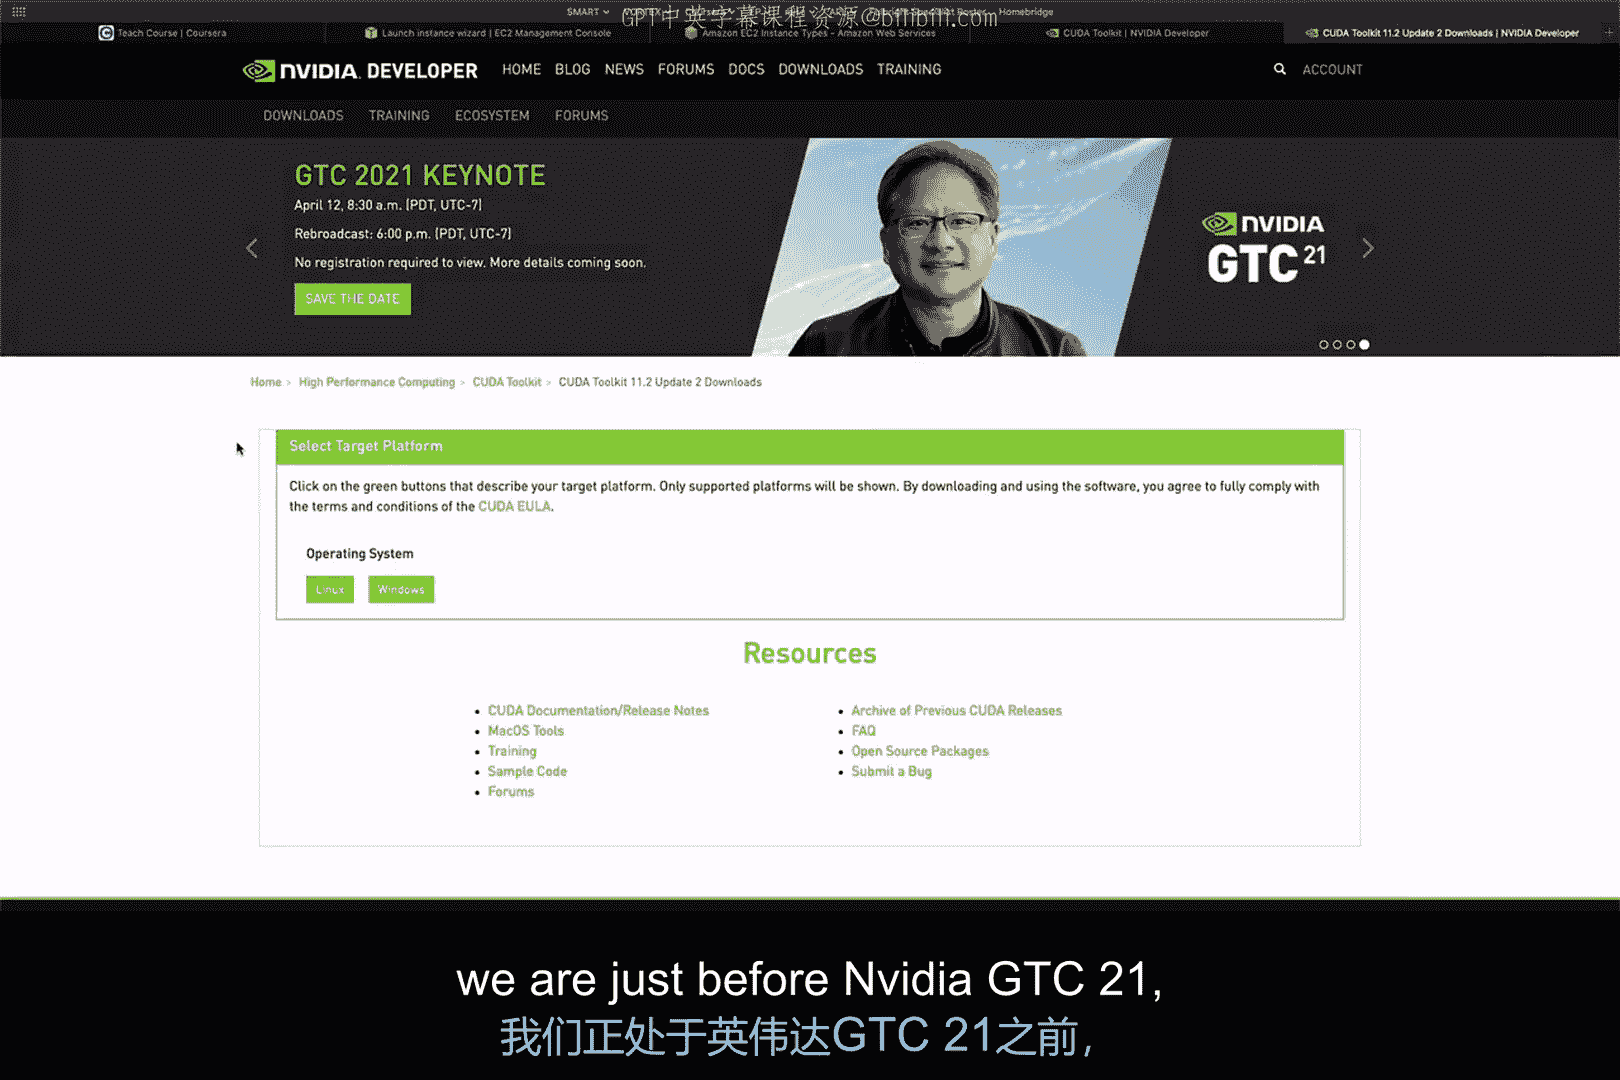 SMART
GPT中英字幕课程资源@bilibili.com
Homebridge
Teach Course | Coursera
Launch instance wizard | EC2 Management Console
Amazon EC2 Instance Types – Amazon Web Services
CUDA Toolkit | NVIDIA Developer
CUDA Toolkit 11.2 Update 2 Downloads | NVIDIA Developer
NVIDIA. DEVELOPER HOME BLOG NEWS FORUMS DOCS DOWNLOADS TRAINING ACCOUNT
DOWNLOADS TRAINING ECOSYSTEM FORUMS
GTC 2021 KEYNOTE
April 12, 8:30 a.m. (PDT, UTC-7)
Rebroadcast: 6:00 p.m. (PDT, UTC-7)
No registration required to view. More details coming soon.
SAVE THE DATE
NVIDIA
GTC 21
Home > High Performance Computing > CUDA Toolkit > CUDA Toolkit 11.2 Update 2 Downloads
Select Target Platform
Click on the green buttons that describe your target platform. Only supported platforms will be shown. By downloading and using the software, you agree to fully comply with
the terms and conditions of the CUDA EULA.
Operating System
Linux Windows
Resources
CUDA Documentation/Release Notes
MacOS Tools
Training
Sample Code
Forums
Archive of Previous CUDA Releases
FAQ
Open Source Packages
Submit a Bug
we are just before Nvidia GTC 21,
我们正处于英伟达GTC 21之前，